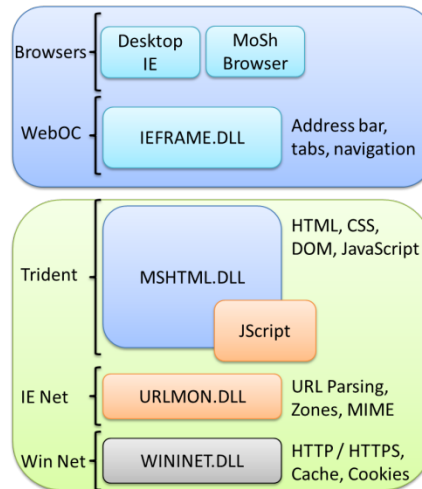 Browsers
Desktop
IE
MoSh
Browser
WebOC
IEFRAME.DLL
Address bar,
tabs, navigation
Trident
MSHTML.DLL
HTML, CSS,
DOM, JavaScript
JScript
IE Net
URLMON.DLL
URL Parsing,
Zones, MIME
Win Net
WININET.DLL
HTTP / HTTPS,
Cache, Cookies